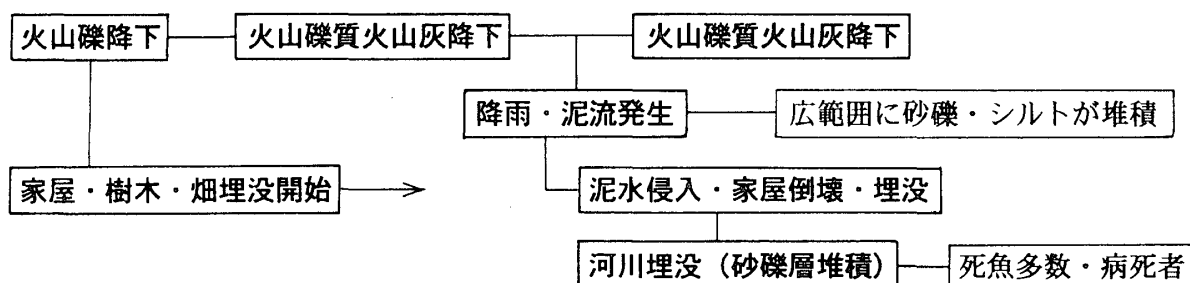 火山礫降下 火山礫質火山灰降下 火山礫質火山灰降下
降雨・泥流発生 広範囲に砂礫・シルトが堆積
家屋・樹木・畑埋没開始 泥水侵入・家屋倒壊・埋没
河川埋没（砂礫層堆積） 死魚多数・病死者